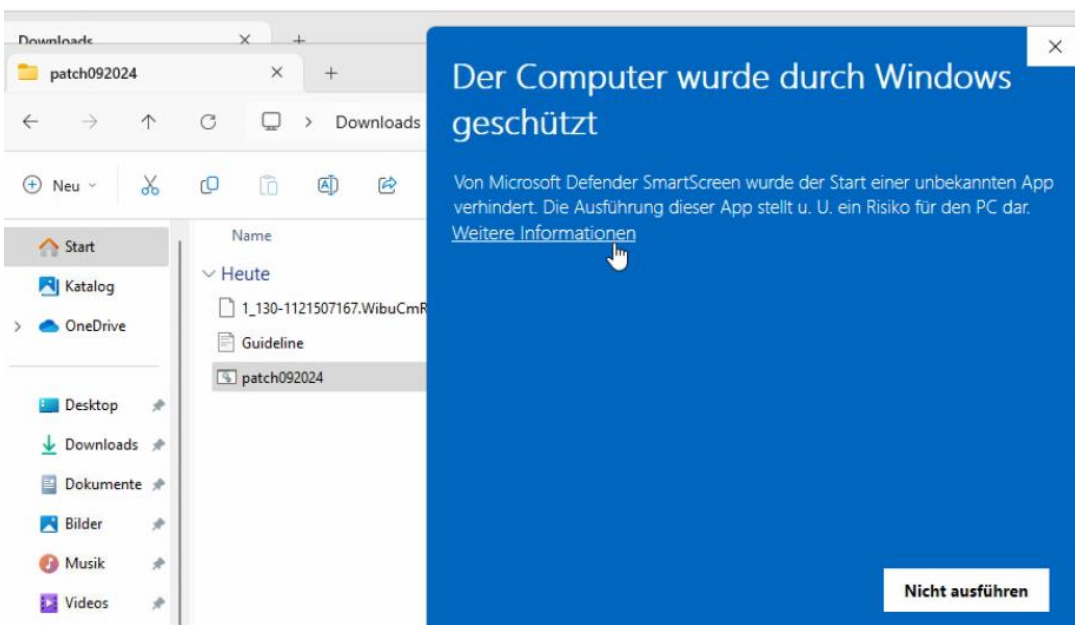 Downloads
patch092024
Downloads
Neu
Start
Katalog
OneDrive
Desktop
Downloads
Dokumente
Bilder
Musik
Videos
Name
Heute
1_130-1121507167.WibuCmR
Guideline
patch092024
Der Computer wurde durch Windows
geschützt
Von Microsoft Defender SmartScreen wurde der Start einer unbekannten App
verhindert. Die Ausführung dieser App stellt u. U. ein Risiko für den PC dar.
Weitere Informationen
Nicht ausführen